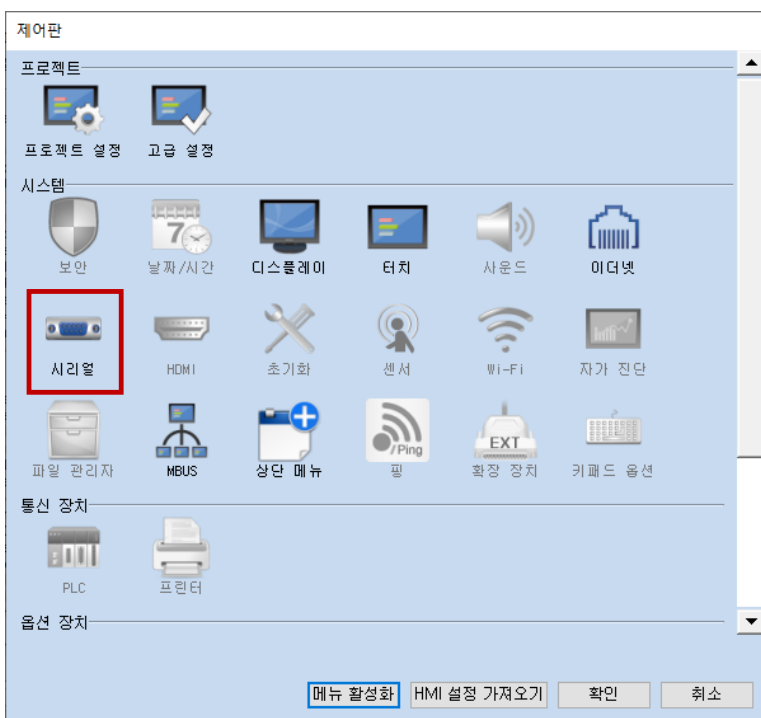 제어판
프로젝트
프로젝트 설정 고급 설정
시스템
7
보안 날짜/시간 디스플레이 터치 사운드 이더넷
시리얼 HDMI 초기화 센서 Wi-Fi 자가 진단
/Ping
EXT
파일 관리자 MBUS 상단 메뉴 핑 확장 장치 키패드 옵션
통신 장치
PLC 프린터
옵션 장치
메뉴 활성화 HMI 설정 가져오기 확인 취소